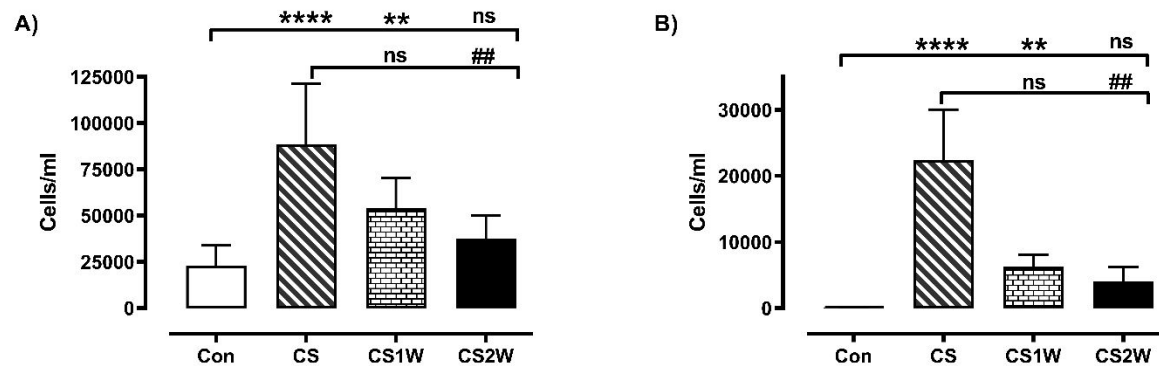 A)
**** ** ns
ns ##
125000
100000
75000
50000
25000
0
Cells/ml
Con CS CS1W CS2W
B)
**** ** ns
ns ##
30000
20000
10000
0
Cells/ml
Con CS CS1W CS2W